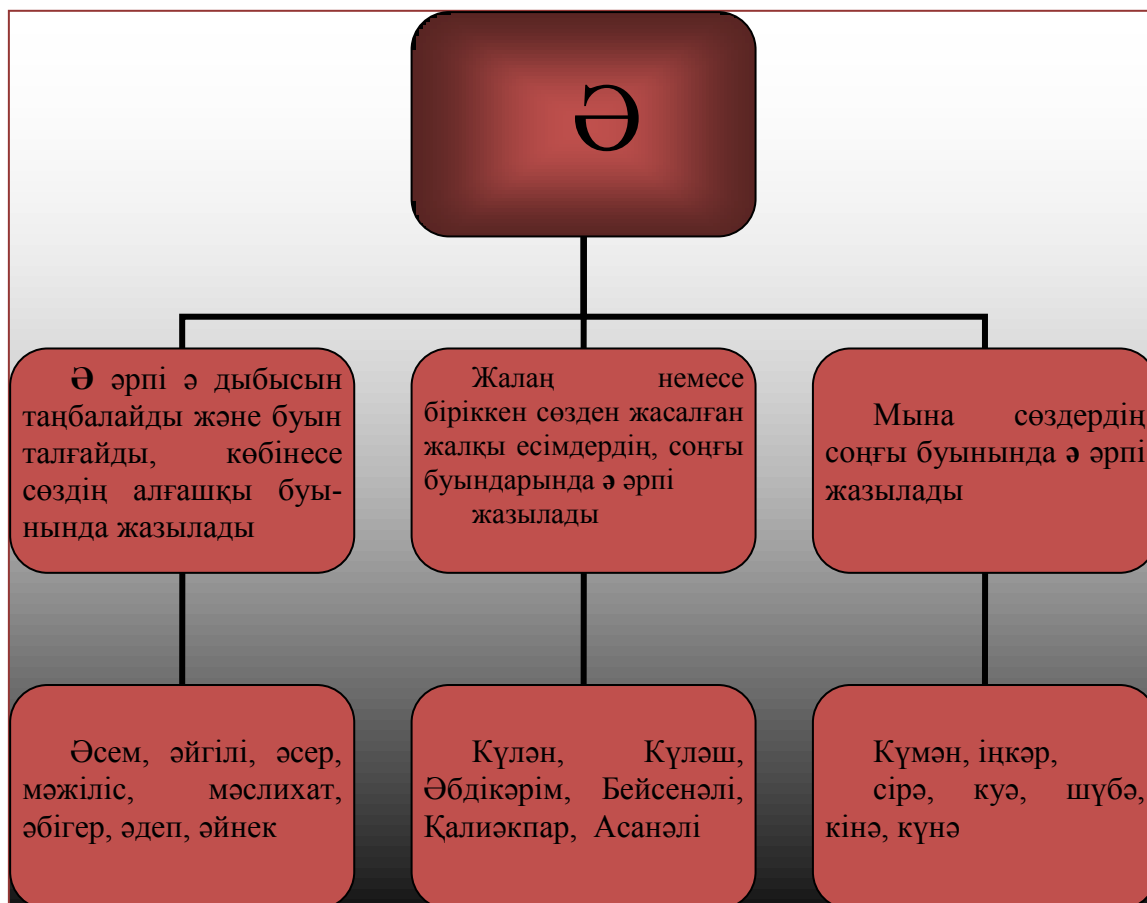 Ә
Ә әрпі ә дыбысын
таңбалайды және буын
талғайды, көбінесе
сөздің алғашқы буы-
нында жазылады
Жалаң немесе
біріккен сөзден жасалған
жалқы есімдердің, соңғы
буындарында ә әрпі
жазылады
Мына сөздердің
соңғы буынында ә әрпі
жазылады
Әсем, әйгілі, әсер,
мәжіліс, мәслихат,
әбігер, әдеп, әйнек
Күлән, Күләш,
Әбдікәрім, Бейсенәлі,
Қалиәкпар, Асанәлі
Күмән, іңкәр,
сірә, куә, шүбә,
кінә, күнә